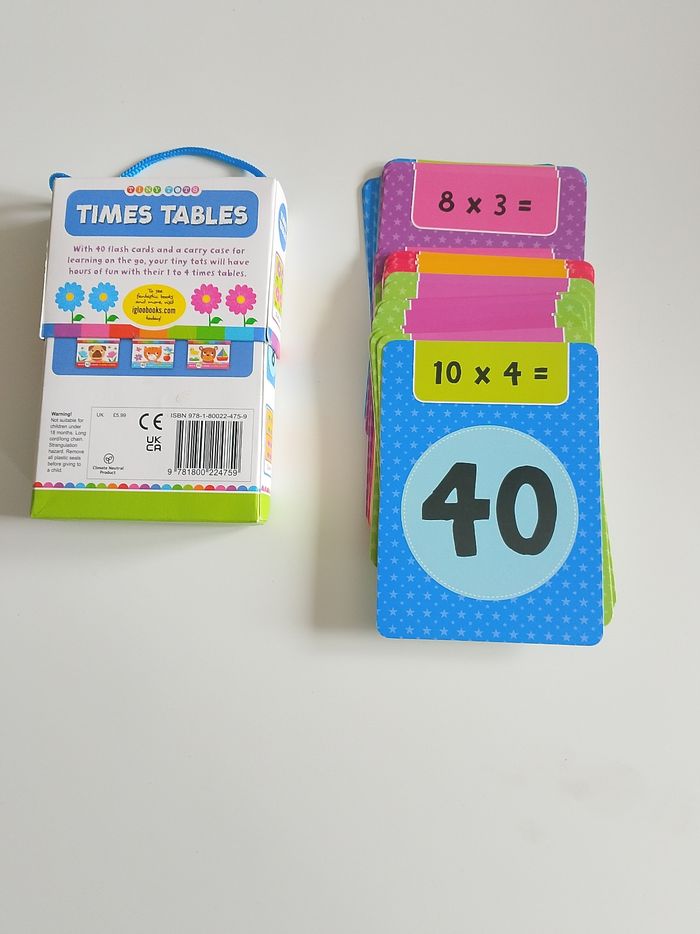 TINY TOTS
TIMES TABLES
With 40 flash cards and a carry case for
learning on the go, your tiny tots will have
hours of fun with their 1 to 4 times tables.
To see
fantastic books
and more, visit
igloobooks.com
today!
Warning!
Not suitable for
children under
18 months. Long
cord/long chain.
Strangulation
hazard. Remove
all plastic seals
before giving to
a child.
UK £5.99
CE
UK
CA
Climate Neutral
Product
ISBN 978-1-80022-475-9
9 781800 224759
8 x 3 =
10 x 4 =
40